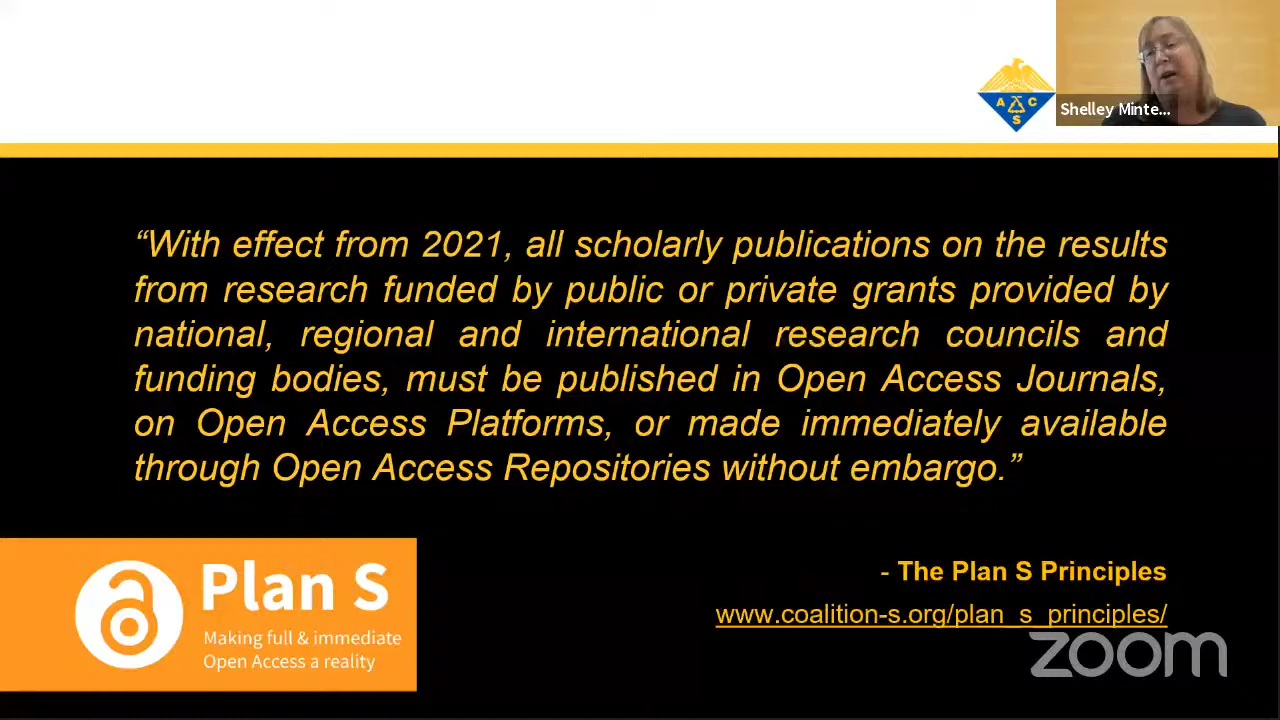 A C
S
Shelley Minte...
“With effect from 2021, all scholarly publications on the results
from research funded by public or private grants provided by
national, regional and international research councils and
funding bodies, must be published in Open Access Journals,
on Open Access Platforms, or made immediately available
through Open Access Repositories without embargo.”
Plan S
Making full & immediate
Open Access a reality
- The Plan S Principles
www.coalition-s.org/plan_s_principles/
zoom